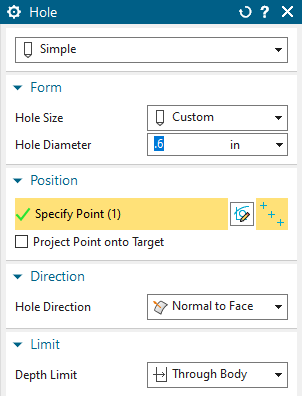 Hole
Simple
Form
Hole Size Custom
Hole Diameter .6 in
Position
Specify Point (1)
Project Point onto Target
Direction
Hole Direction Normal to Face
Limit
Depth Limit Through Body